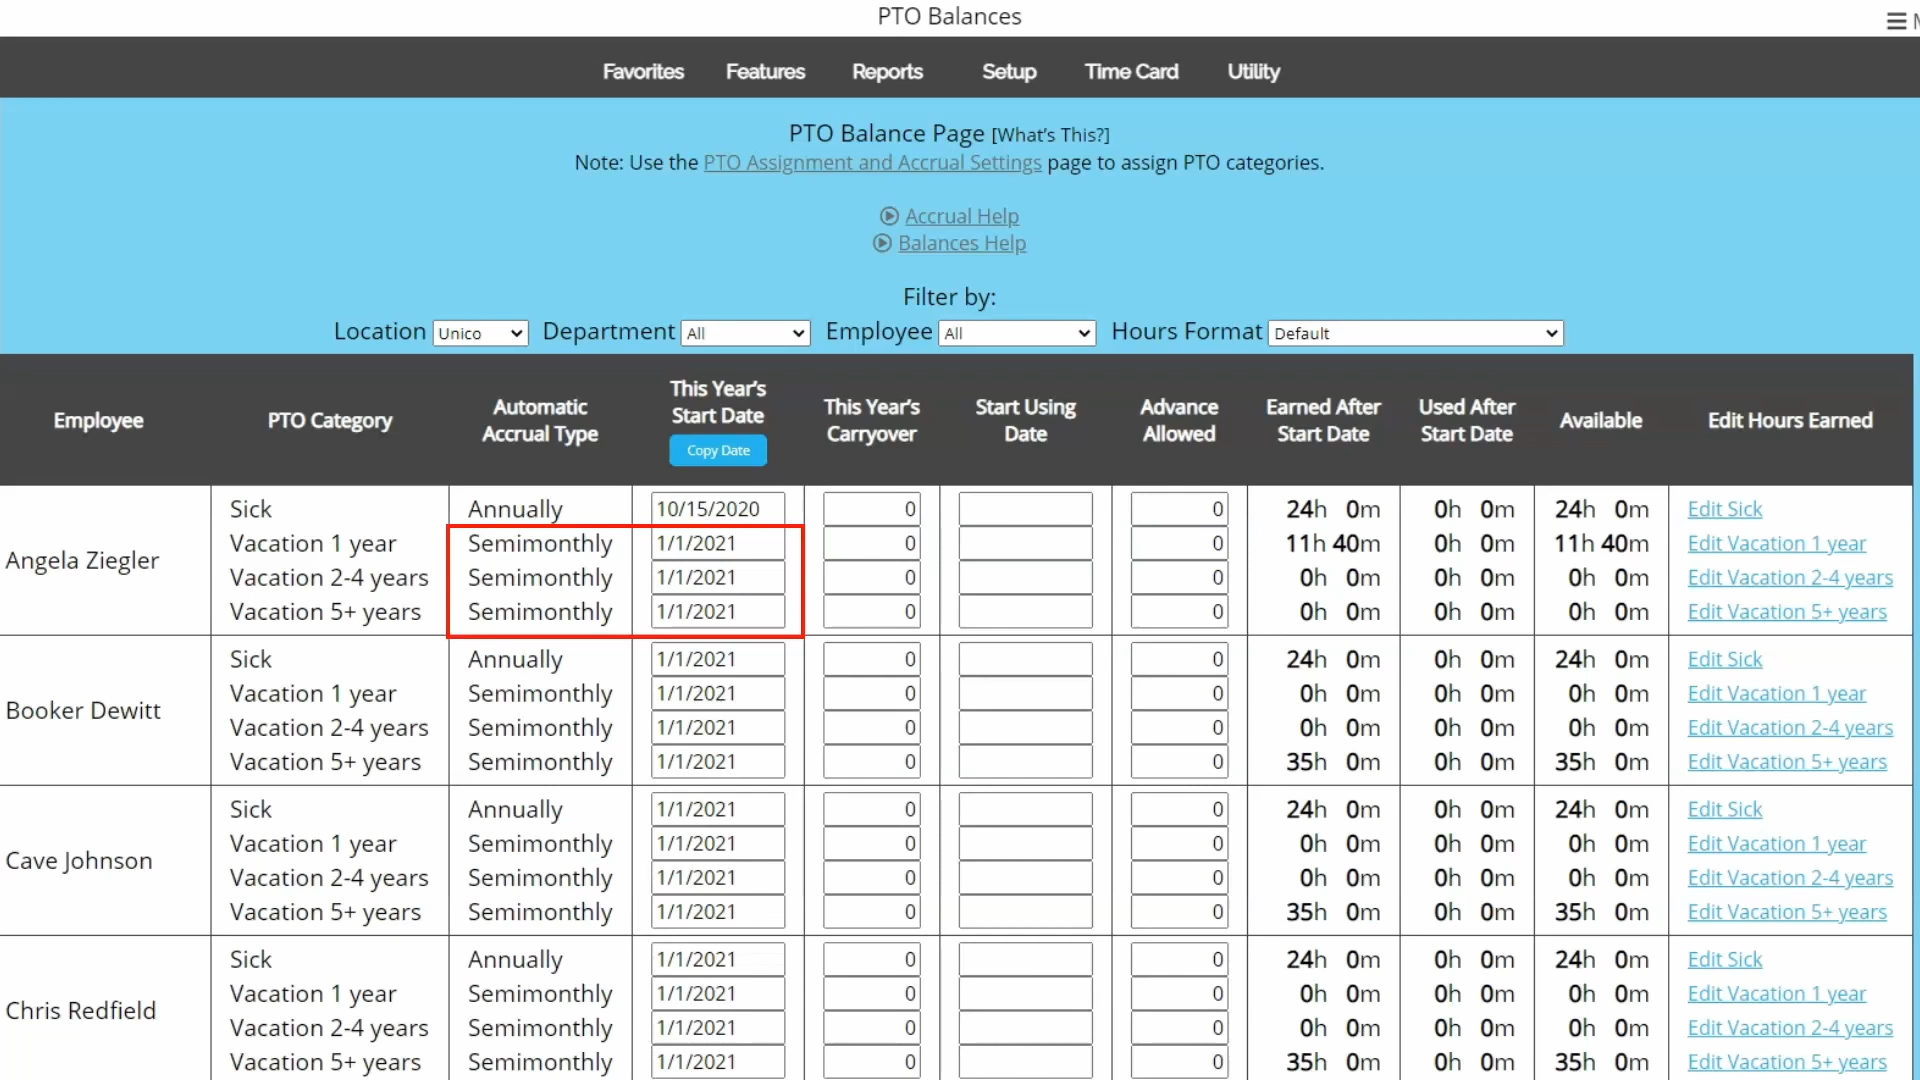 PTO Balances
Favorites Features Reports Setup Time Card Utility
PTO Balance Page [What's This?]
Note: Use the PTO Assignment and Accrual Settings page to assign PTO categories.
Accrual Help
Balances Help
Filter by:
Location Unico Department All Employee All Hours Format Default
Employee PTO Category Automatic Accrual Type This Year's Start Date Copy Date This Year's Carryover Start Using Date Advance Allowed Earned After Start Date Used After Start Date Available Edit Hours Earned
Angela Ziegler
Sick Annually 10/15/2020 0 0 24h 0m 0h 0m 24h 0m Edit Sick
Vacation 1 year Semimonthly 1/1/2021 0 0 11h 40m 0h 0m 11h 40m Edit Vacation 1 year
Vacation 2-4 years Semimonthly 1/1/2021 0 0 0h 0m 0h 0m 0h 0m Edit Vacation 2-4 years
Vacation 5+ years Semimonthly 1/1/2021 0 0 0h 0m 0h 0m 0h 0m Edit Vacation 5+ years
Booker Dewitt
Sick Annually 1/1/2021 0 0 24h 0m 0h 0m 24h 0m Edit Sick
Vacation 1 year Semimonthly 1/1/2021 0 0 0h 0m 0h 0m 0h 0m Edit Vacation 1 year
Vacation 2-4 years Semimonthly 1/1/2021 0 0 0h 0m 0h 0m 0h 0m Edit Vacation 2-4 years
Vacation 5+ years Semimonthly 1/1/2021 0 0 35h 0m 0h 0m 35h 0m Edit Vacation 5+ years
Cave Johnson
Sick Annually 1/1/2021 0 0 24h 0m 0h 0m 24h 0m Edit Sick
Vacation 1 year Semimonthly 1/1/2021 0 0 0h 0m 0h 0m 0h 0m Edit Vacation 1 year
Vacation 2-4 years Semimonthly 1/1/2021 0 0 0h 0m 0h 0m 0h 0m Edit Vacation 2-4 years
Vacation 5+ years Semimonthly 1/1/2021 0 0 35h 0m 0h 0m 35h 0m Edit Vacation 5+ years
Chris Redfield
Sick Annually 1/1/2021 0 0 24h 0m 0h 0m 24h 0m Edit Sick
Vacation 1 year Semimonthly 1/1/2021 0 0 0h 0m 0h 0m 0h 0m Edit Vacation 1 year
Vacation 2-4 years Semimonthly 1/1/2021 0 0 0h 0m 0h 0m 0h 0m Edit Vacation 2-4 years
Vacation 5+ years Semimonthly 1/1/2021 0 0 35h 0m 0h 0m 35h 0m Edit Vacation 5+ years